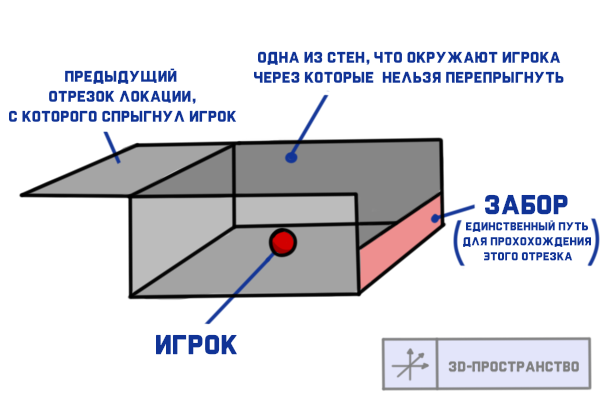 ПРЕДЫДУЩИЙ
ОТРЕЗОК ЛОКАЦИИ,
С КОТОРОГО СПРЫГНУЛ ИГРОК
ОДНА ИЗ СТЕН, ЧТО ОКРУЖАЮТ ИГРОКА
ЧЕРЕЗ КОТОРЫЕ НЕЛЬЗЯ ПЕРЕПРЫГНУТЬ
ЗАБОР
(ЕДИНСТВЕННЫЙ ПУТЬ
ДЛЯ ПРОХОХОЖДЕНИЯ
ЭТОГО ОТРЕЗКА)
ИГРОК
3D-ПРОСТРАНСТВО